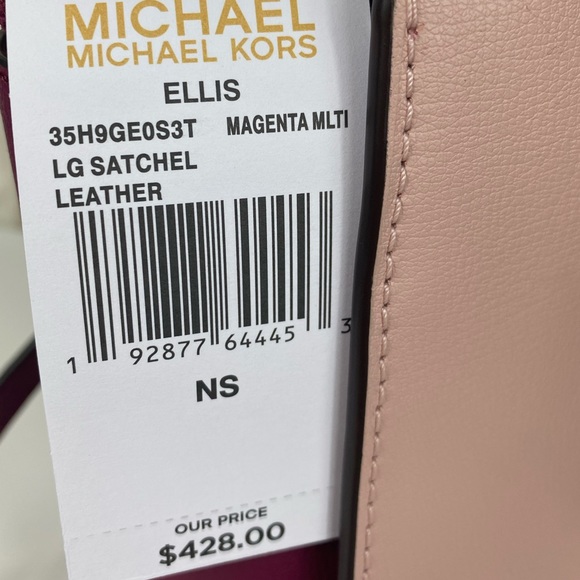 MICHAEL
MICHAEL KORS
ELLIS
35H9GE0S3T MAGENTA MLTI
LG SATCHEL
LEATHER
1 92877 64445 3
NS
OUR PRICE
$428.00